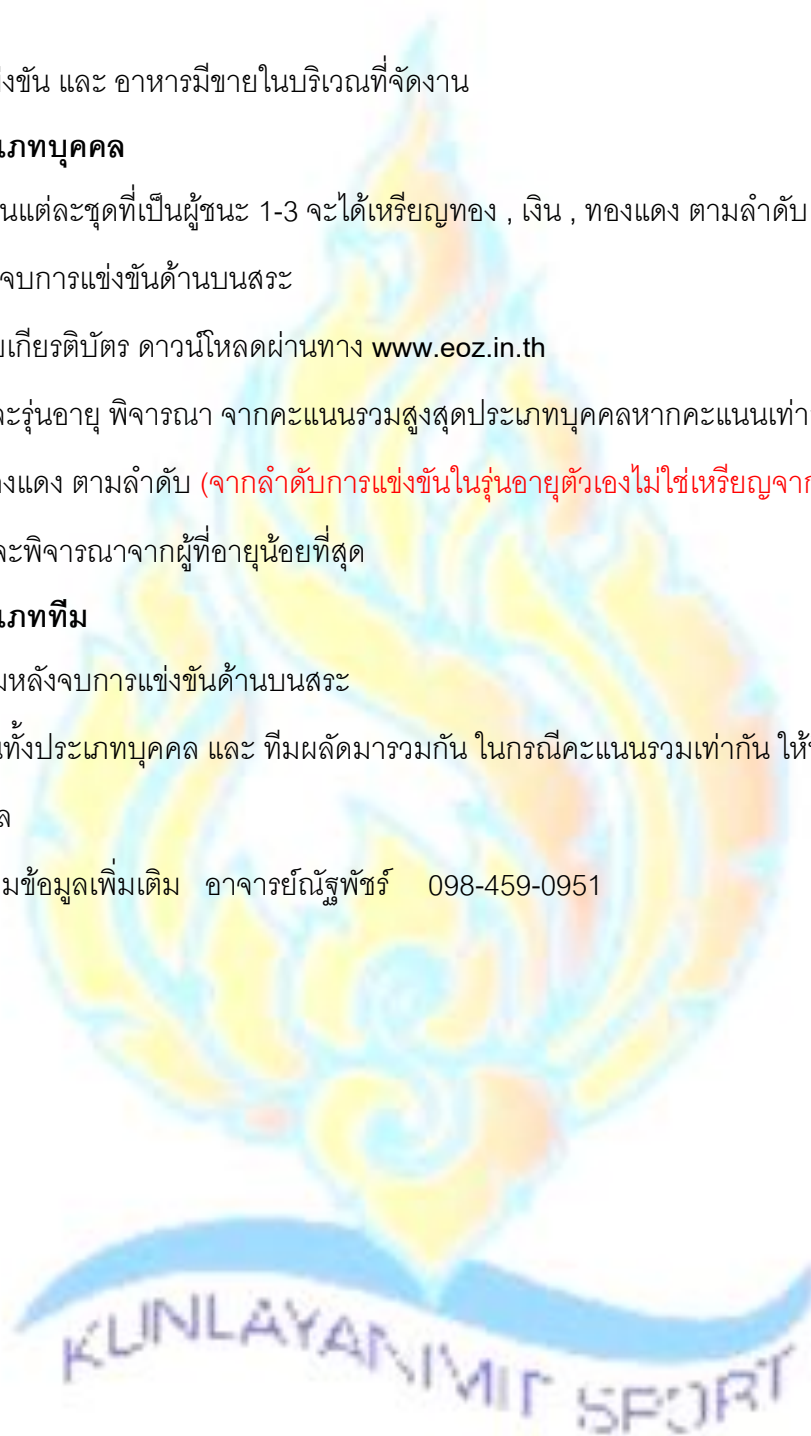 งขัน และ อาหารมีขายในบริเวณที่จัดงาน
เภทบุคคล
นแต่ละชุดที่เป็นผู้ชนะ 1-3 จะได้เหรียญทอง , เงิน , ทองแดง ตามลำดับ
จบการแข่งขันด้านบนสระ
เกียรติบัตร ดาวน์โหลดผ่านทาง www.eoz.in.th
ละรุ่นอายุ พิจารณา จากคะแนนรวมสูงสุดประเภทบุคคลหากคะแนนเท่า
งแดง ตามลำดับ (จากลำดับการแข่งขันในรุ่นอายุตัวเองไม่ใช่เหรียญจาก
ละพิจารณาจากผู้ที่อายุน้อยที่สุด
เภททีม
มหลังจบการแข่งขันด้านบนสระ
นทั้งประเภทบุคคล และ ทีมผลัดมารวมกัน ในกรณีคะแนนรวมเท่ากัน ให้
ล
มข้อมูลเพิ่มเติม อาจารย์ณัฐพัชร์ 098-459-0951
KUNLAYANIMIT SPORT